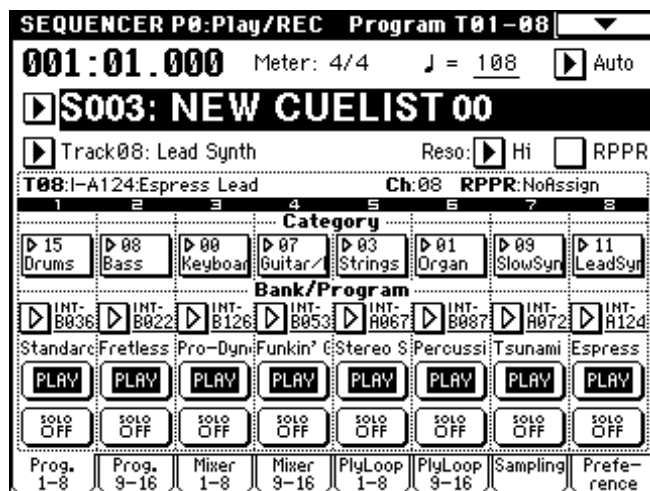 SEQUENCER P0:Play/REC Program T01-08
001:01.000 Meter: 4/4 ♩ = 108 Auto
S003: NEW CUELIST 00
Track08: Lead Synth Reso: Hi RPPR
T08:I-A124:Espress Lead Ch:08 RPPR:NoAssign
1 2 3 4 5 6 7 8
Category
15 08 00 07 03 01 09 11
Drums Bass Keyboar Guitar/ Strings Organ SlowSyn LeadSyn
Bank/Program
INT- INT- INT- INT- INT- INT- INT- INT-
B036 B022 B126 B053 A067 B087 A072 A124
Standard Fretless Pro-Dyn Funkin' Stereo S Percussi Tsunami Espress
PLAY PLAY PLAY PLAY PLAY PLAY PLAY PLAY
SOLO SOLO SOLO SOLO SOLO SOLO SOLO SOLO
OFF OFF OFF OFF OFF OFF OFF OFF
Prog. Prog. Mixer Mixer PlyLoop PlyLoop Sampling Prefe-
1-8 9-16 1-8 9-16 1-8 9-16 rence